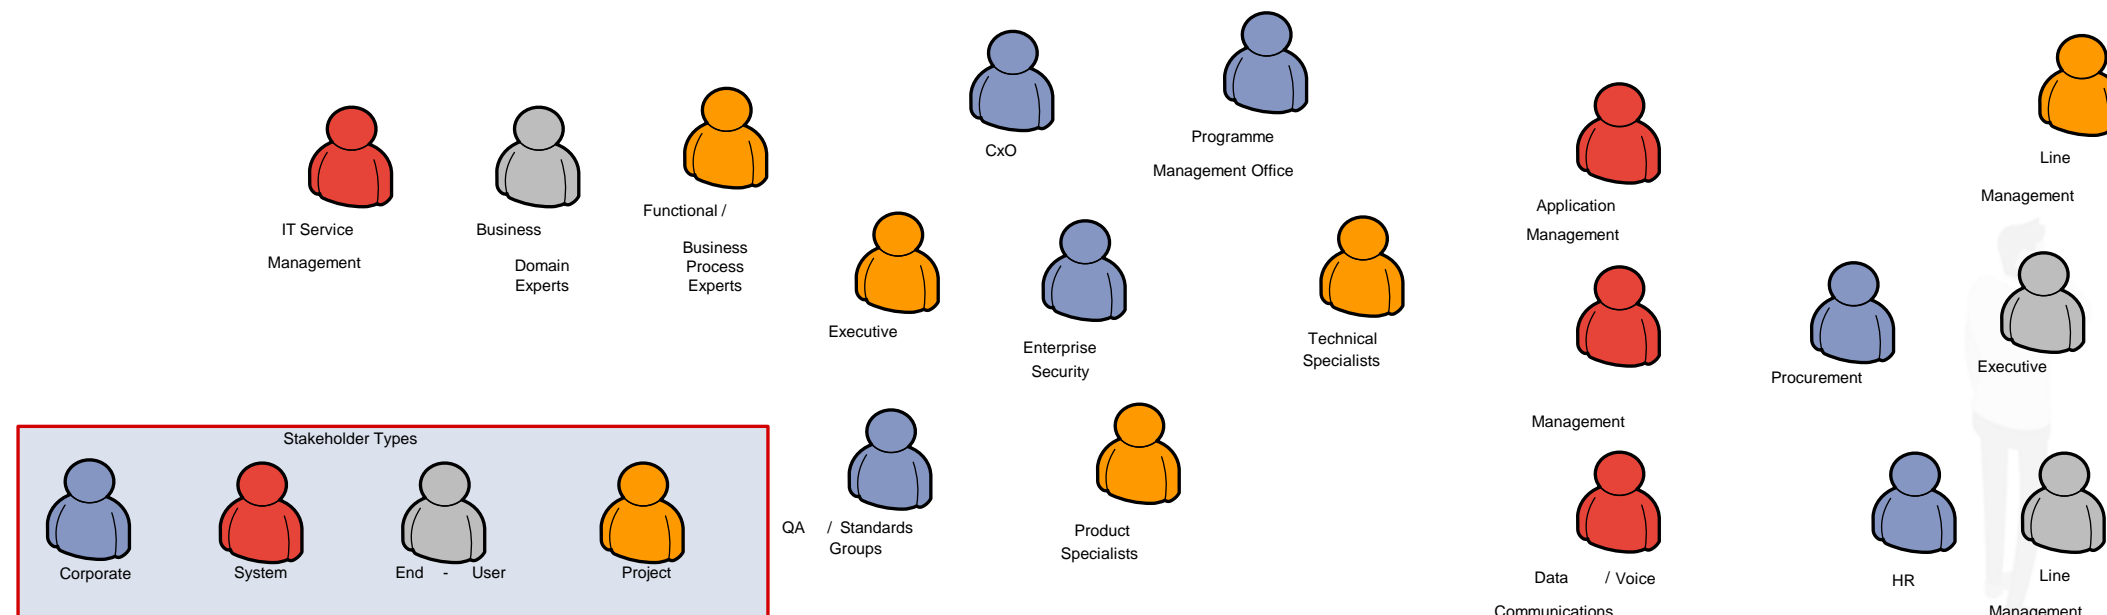 CxO
Programme
Management Office
Line
Management
IT Service
Management
Business
Domain
Experts
Functional /
Business
Process
Experts
Application
Management
Executive
Enterprise
Security
Technical
Specialists
Management
Procurement
Executive
Stakeholder Types
Corporate
System
End - User
Project
QA / Standards
Groups
Product
Specialists
Data / Voice
Communications
HR
Line
Management